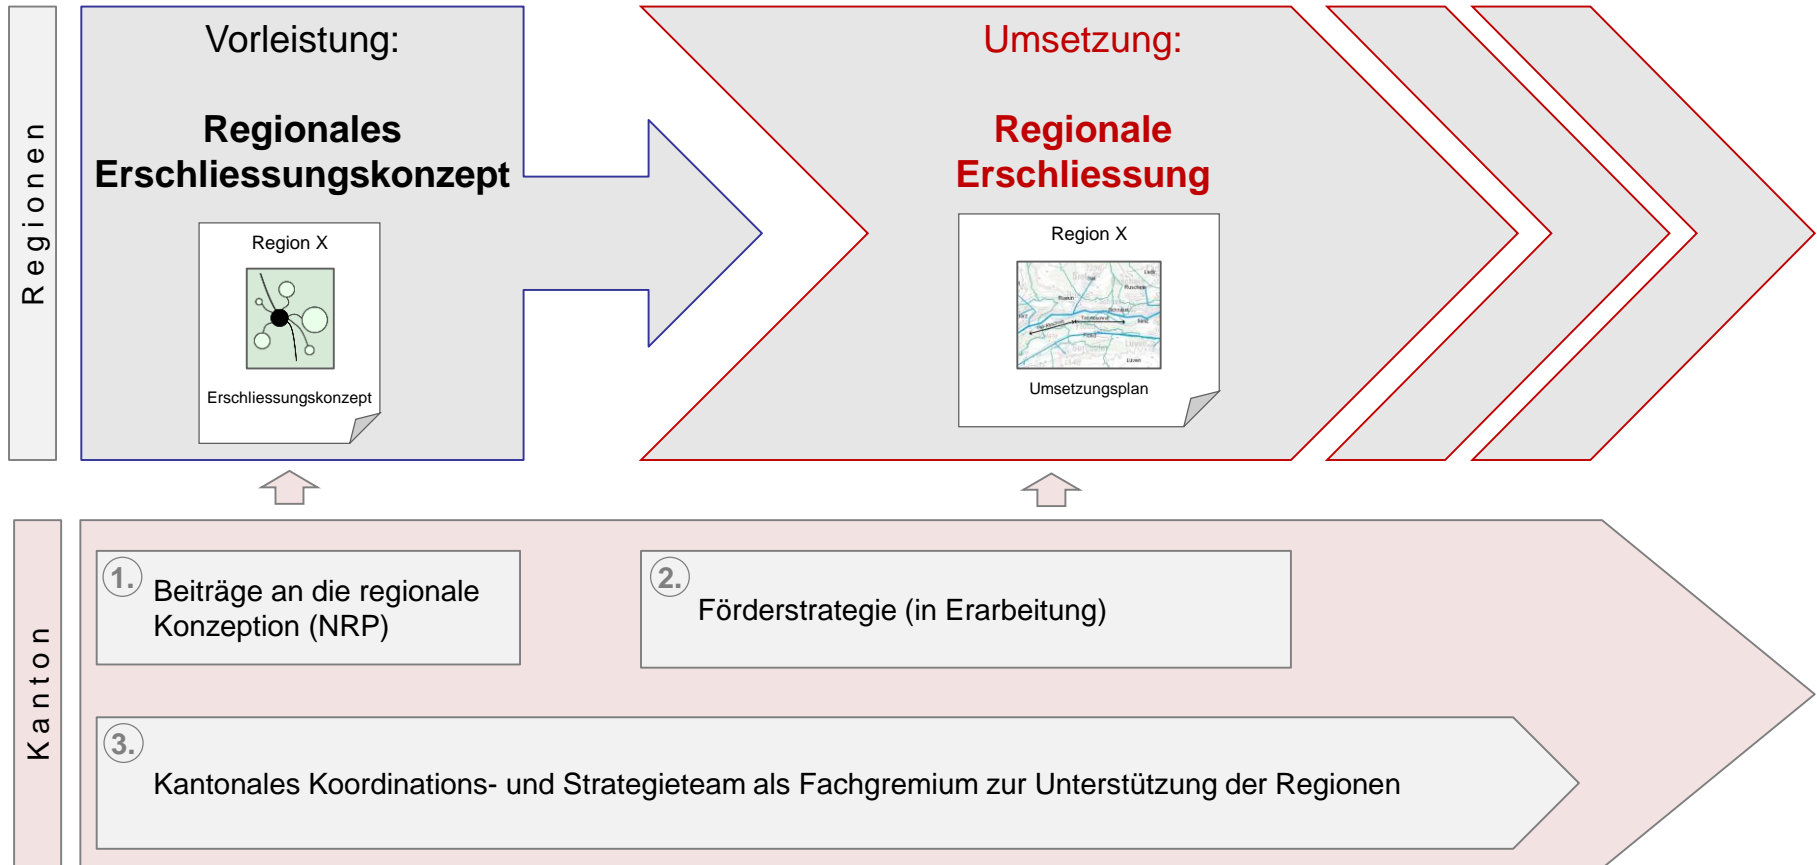 Regionen
Vorleistung:
Regionales
Erschliessungskonzept
Region X
Erschliessungskonzept
Umsetzung:
Regionale
Erschliessung
Region X
Umsetzungsplan
Kanton
1.
Beiträge an die regionale
Konzeption (NRP)
2.
Förderstrategie (in Erarbeitung)
3.
Kantonales Koordinations- und Strategieteam als Fachgremium zur Unterstützung der Regionen